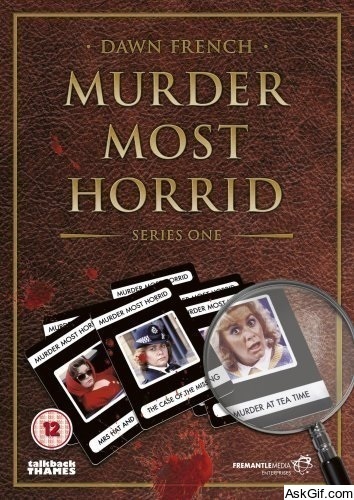 · DAWN FRENCH ·
MURDER
MOST
HORRID
SERIES ONE
MURDER MOST HORRID
MURDER MOST HORRID
MURDER MOST HORRID
MURDER MOST HORRID
MRS HAT AND
THE CASE OF THE MISSING
MURDER AT TEA TIME
12
talkback
THAMES
FREMANTLEMEDIA
ENTERPRISES
AskGif.com